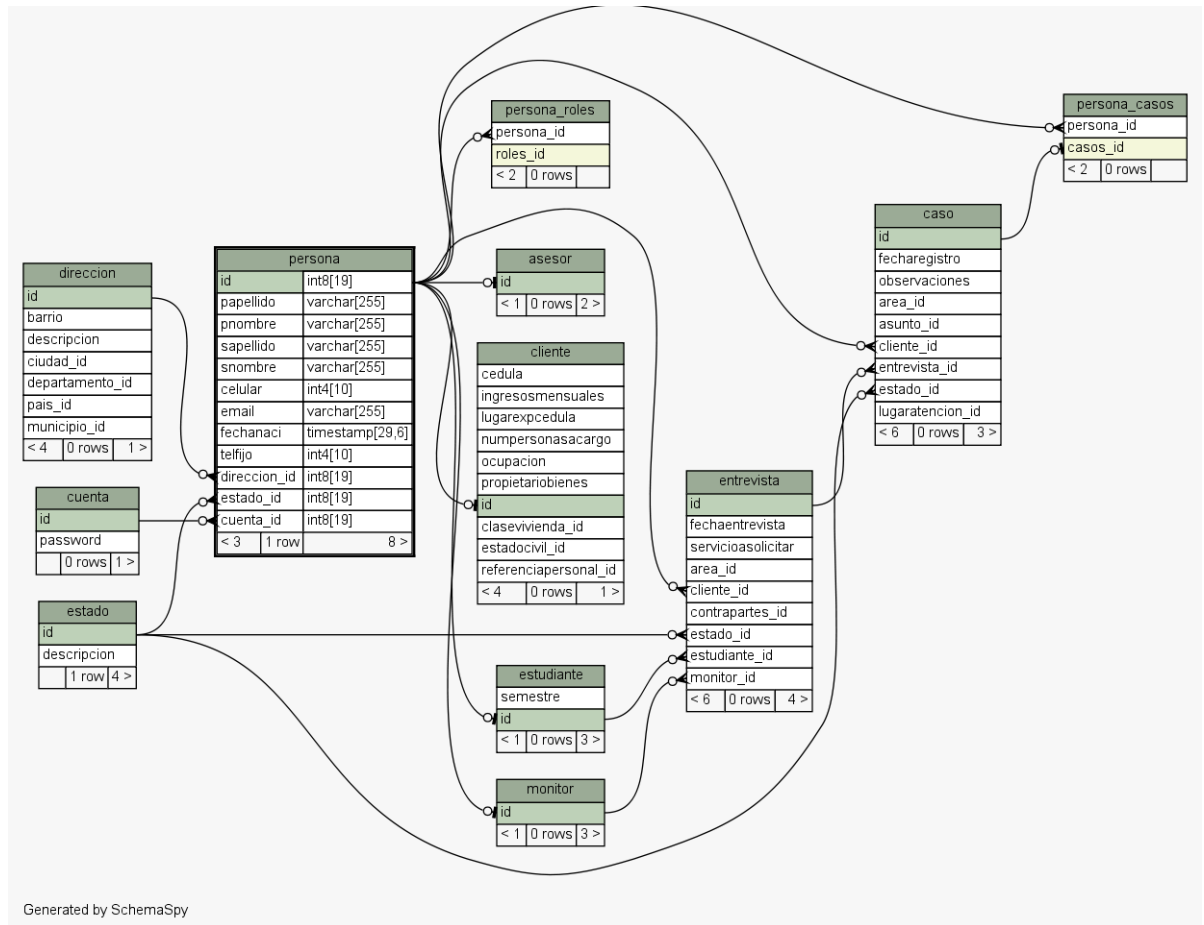 persona_roles
persona_id
roles_id
< 2 0 rows
persona_casos
persona_id
casos_id
< 2 0 rows
caso
id
fecharegistro
observaciones
area_id
asunto_id
cliente_id
entrevista_id
estado_id
lugaratencion_id
< 6 0 rows 3 >
direccion
id
barrio
descripcion
ciudad_id
departamento_id
pais_id
municipio_id
< 4 0 rows 1 >
persona
id int8[19]
papellido varchar[255]
pnombre varchar[255]
sapellido varchar[255]
snombre varchar[255]
celular int4[10]
email varchar[255]
fechanaci timestamp[29,6]
telfijo int4[10]
direccion_id int8[19]
estado_id int8[19]
cuenta_id int8[19]
< 3 1 row 8 >
asesor
id
< 1 0 rows 2 >
cliente
cedula
ingresosmensuales
lugarexpcedula
numpersonasacargo
ocupacion
propietariobienes
id
clasevivienda_id
estadocivil_id
referenciapersonal_id
< 4 0 rows 1 >
entrevista
id
fechaentrevista
servicioasolicitar
area_id
cliente_id
contrapartes_id
estado_id
estudiante_id
monitor_id
< 6 0 rows 4 >
cuenta
id
password
0 rows 1 >
estado
id
descripcion
1 row 4 >
estudiante
semestre
id
< 1 0 rows 3 >
monitor
id
< 1 0 rows 3 >
Generated by SchemaSpy